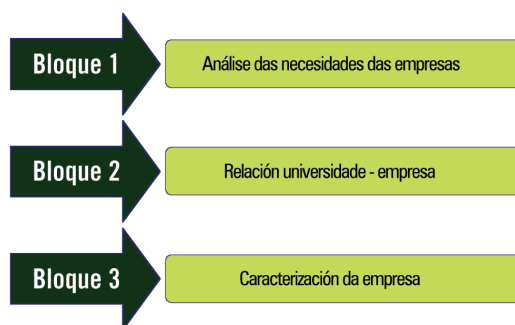 Bloque 1
Análise das necesidades das empresas
Bloque 2
Relación universidade - empresa
Bloque 3
Caracterización da empresa